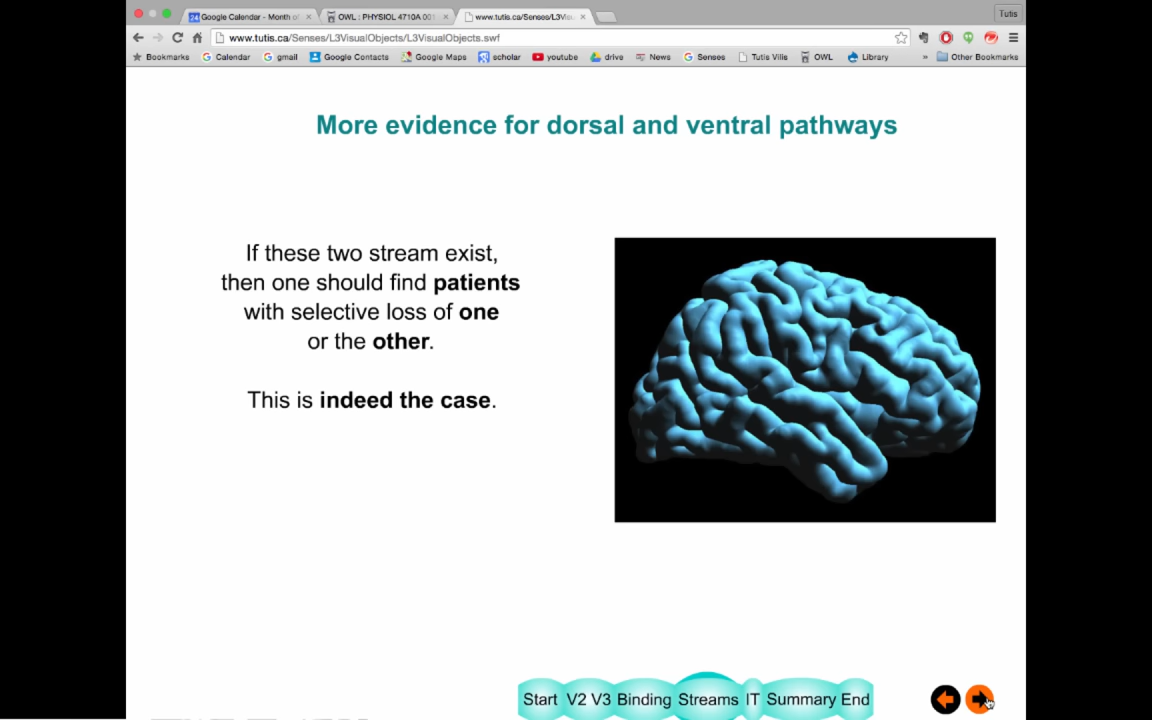 Google Calendar - Month o
OWL : PHYSIOL 4710A 001
www.tutis.ca/Senses/L3Visu
Tutis
www.tutis.ca/Senses/L3VisualObjects/L3VisualObjects.swf
Bookmarks Calendar gmail Google Contacts Google Maps scholar youtube drive News Senses Tutis Vilis OWL Library » Other Bookmarks
More evidence for dorsal and ventral pathways
If these two stream exist,
then one should find patients
with selective loss of one
or the other.
This is indeed the case.
Start V2 V3 Binding Streams IT Summary End